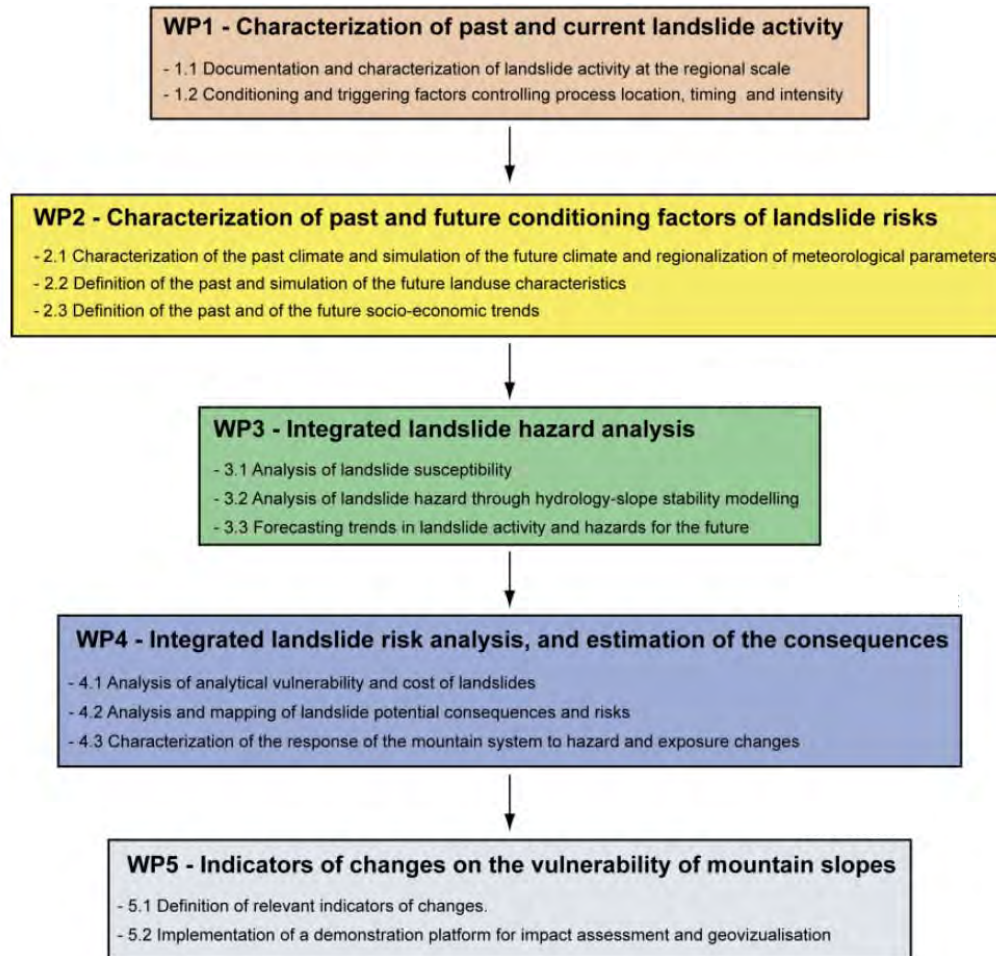 WP1 - Characterization of past and current landslide activity
- 1.1 Documentation and characterization of landslide activity at the regional scale
- 1.2 Conditioning and triggering factors controlling process location, timing and intensity
WP2 - Characterization of past and future conditioning factors of landslide risks
- 2.1 Characterization of the past climate and simulation of the future climate and regionalization of meteorological parameters
- 2.2 Definition of the past and simulation of the future landuse characteristics
- 2.3 Definition of the past and of the future socio-economic trends
WP3 - Integrated landslide hazard analysis
- 3.1 Analysis of landslide susceptibility
- 3.2 Analysis of landslide hazard through hydrology-slope stability modelling
- 3.3 Forecasting trends in landslide activity and hazards for the future
WP4 - Integrated landslide risk analysis, and estimation of the consequences
- 4.1 Analysis of analytical vulnerability and cost of landslides
- 4.2 Analysis and mapping of landslide potential consequences and risks
- 4.3 Characterization of the response of the mountain system to hazard and exposure changes
WP5 - Indicators of changes on the vulnerability of mountain slopes
- 5.1 Definition of relevant indicators of changes.
- 5.2 Implementation of a demonstration platform for impact assessment and geovizualisation